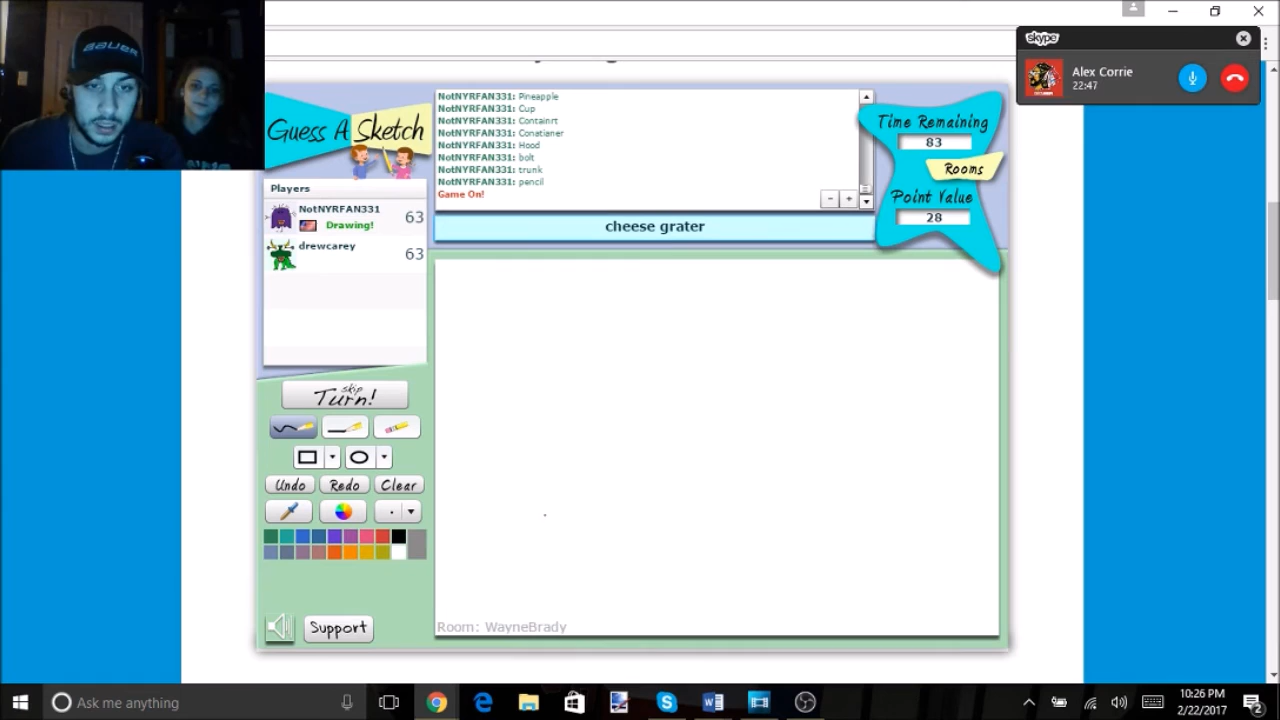 BAUER
skype
Alex Corrie
22:47
Guess A Sketch
NotNYRFAN331: Pineapple
NotNYRFAN331: Cup
NotNYRFAN331: Containrt
NotNYRFAN331: Conatianer
NotNYRFAN331: Hood
NotNYRFAN331: bolt
NotNYRFAN331: trunk
NotNYRFAN331: pencil
Game On!
- +
Time Remaining
83
Rooms
Point Value
28
Players
NotNYRFAN331 63
Drawing!
drewcarey 63
cheese grater
skip
Turn!
Undo Redo Clear
Support
Room: WayneBrady
Ask me anything
10:26 PM
2/22/2017
2